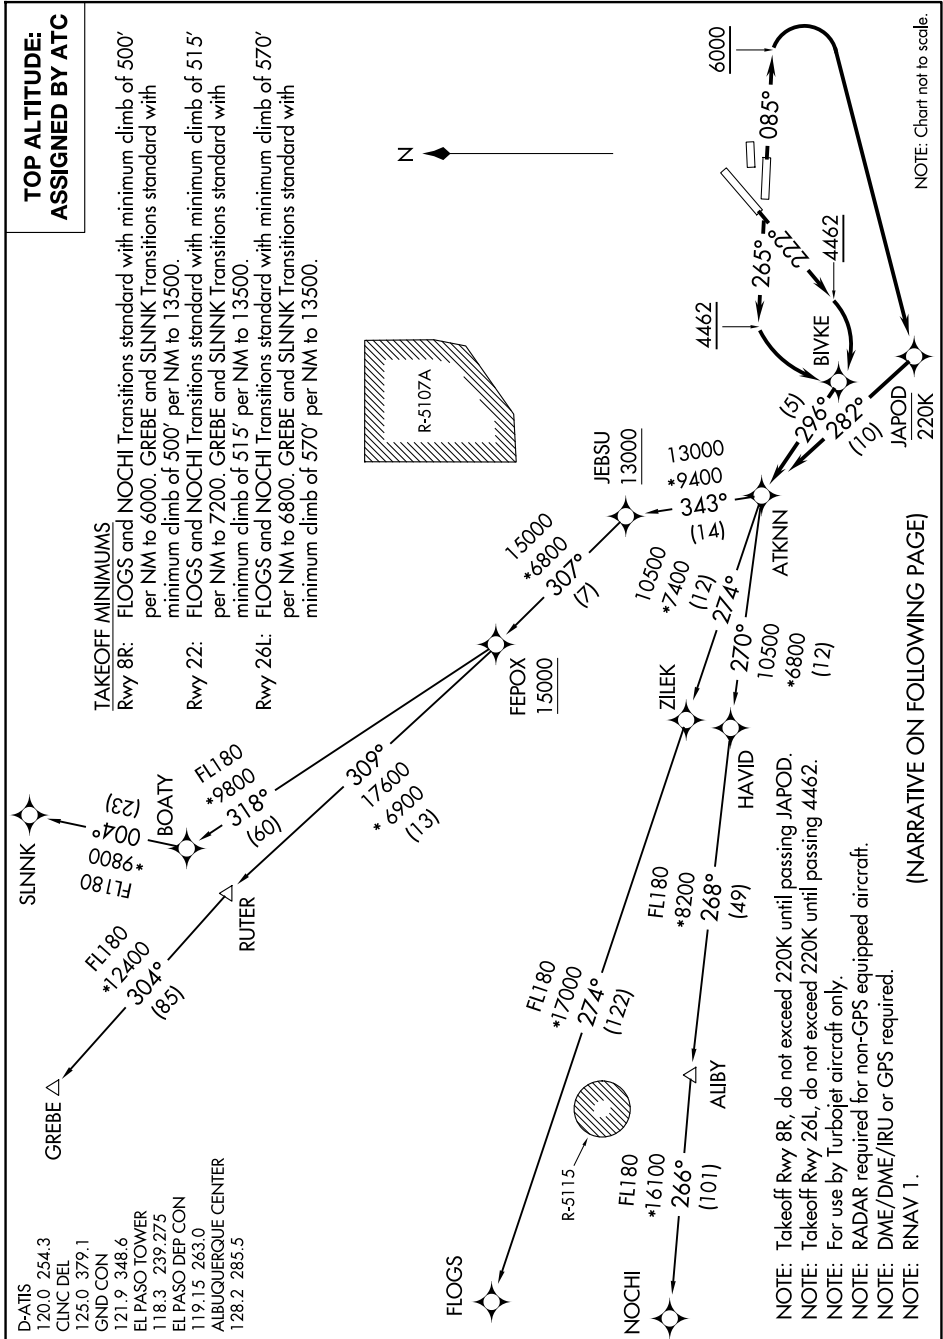 TOP ALTITUDE:
ASSIGNED BY ATC
D-ATIS
120.0 254.3
CLNC DEL
125.0 379.1
GND CON
121.9 348.6
EL PASO TOWER
118.3 239.275
EL PASO DEP CON
119.15 263.0
ALBUQUERQUE CENTER
128.2 285.5
TAKEOFF MINIMUMS
Rwy 8R: FLOGS and NOCHI Transitions standard with minimum climb of 500'
per NM to 6000. GREBE and SLNNK Transitions standard with
minimum climb of 500' per NM to 13500.
Rwy 22: FLOGS and NOCHI Transitions standard with minimum climb of 515'
per NM to 7200. GREBE and SLNNK Transitions standard with
minimum climb of 515' per NM to 13500.
Rwy 26L: FLOGS and NOCHI Transitions standard with minimum climb of 570'
per NM to 6800. GREBE and SLNNK Transitions standard with
minimum climb of 570' per NM to 13500.
GREBE
FL180
*12400
304°
(85)
RUTER
SLNNK
FL180
*9800
004°
(23)
BOATY
FL180
*9800
318°
(60)
309°
17600
* 6900
(13)
FEPOX
15000
15000
*6800
307°
(7)
JEBSU
13000
13000
*9400
343°
(14)
R-5107A
N
FLOGS
R-5115
FL180
*17000
274°
(122)
ZILEK
10500
*7400
(12)
274°
NOCHI
FL180
*16100
266°
(101)
ALIBY
FL180
*8200
268°
(49)
HAVID
270°
10500
*6800
(12)
ATKNN
(5)
296°
282°
(10)
BIVKE
JAPOD
220K
4462
265°
222°
4462
085°
6000
NOTE: Takeoff Rwy 8R, do not exceed 220K until passing JAPOD.
NOTE: Takeoff Rwy 26L, do not exceed 220K until passing 4462.
NOTE: For use by Turbojet aircraft only.
NOTE: RADAR required for non-GPS equipped aircraft.
NOTE: DME/DME/IRU or GPS required.
NOTE: RNAV 1.
(NARRATIVE ON FOLLOWING PAGE)
NOTE: Chart not to scale.